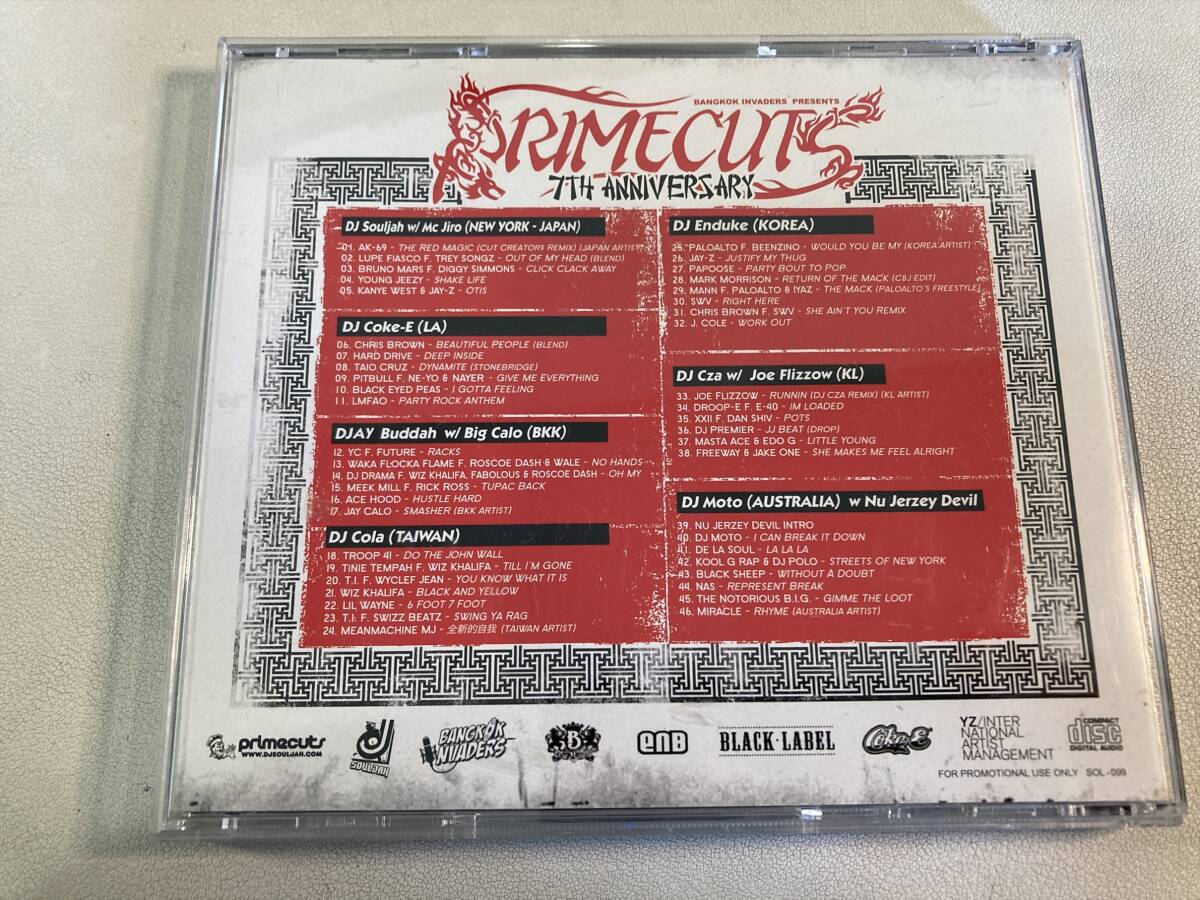 BANGKOK INVADERS PRESENTS
PRIMECUTS
7TH ANNIVERSARY
DJ Souljah w/ Mc Jiro (NEW YORK - JAPAN)
01. AK-69 - THE RED MAGIC (CUT CREATORS REMIX) (JAPAN ARTIST)
02. LUPE FIASCO F. TREY SONGZ - OUT OF MY HEAD (BLEND)
03. BRUNO MARS F. DIGGY SIMMONS - CLICK CLACK AWAY
04. YOUNG JEEZY - SHAKE LIFE
05. KANYE WEST & JAY-Z - OTIS
DJ Coke-E (LA)
06. CHRIS BROWN - BEAUTIFUL PEOPLE (BLEND)
07. HARD DRIVE - DEEP INSIDE
08. TAIO CRUZ - DYNAMITE (STONEBRIDGE)
09. PITBULL F. NE-YO & NAYER - GIVE ME EVERYTHING
10. BLACK EYED PEAS - I GOTTA FEELING
11. LMFAO - PARTY ROCK ANTHEM
DJAY Buddah w/ Big Calo (BKK)
12. YC F. FUTURE - RACKS
13. WAKA FLOCKA FLAME F. ROSCOE DASH & WALE - NO HANDS
14. DJ DRAMA F. WIZ KHALIFA, FABOLOUS & ROSCOE DASH - OH MY
15. MEEK MILL F. RICK ROSS - TUPAC BACK
16. ACE HOOD - HUSTLE HARD
17. JAY CALO - SMASHER (BKK ARTIST)
DJ Cola (TAIWAN)
18. TROOP 41 - DO THE JOHN WALL
19. TINIE TEMPAH F. WIZ KHALIFA - TILL I'M GONE
20. T.I. F. WYCLEF JEAN - YOU KNOW WHAT IT IS
21. WIZ KHALIFA - BLACK AND YELLOW
22. LIL WAYNE - 6 FOOT 7 FOOT
23. T.I. F. SWIZZ BEATZ - SWING YA RAG
24. MEANMACHINE MJ - 全新的自我 (TAIWAN ARTIST)
DJ Enduke (KOREA)
25. PALOALTO F. BEENZINO - WOULD YOU BE MY (KOREA ARTIST)
26. JAY-Z - JUSTIFY MY THUG
27. PAPOOSE - PARTY BOUT TO POP
28. MARK MORRISON - RETURN OF THE MACK (C&J EDIT)
29. MANN F. PALOALTO & IYAZ - THE MACK (PALOALTO'S FREESTYLE)
30. SWV - RIGHT HERE
31. CHRIS BROWN F. SWV - SHE AIN'T YOU REMIX
32. J. COLE - WORK OUT
DJ Cza w/ Joe Flizzow (KL)
33. JOE FLIZZOW - RUNNIN (DJ CZA REMIX) (KL ARTIST)
34. DROOP-E F. E-40 - IM LOADED
35. XXII F. DAN SHIV - POTS
36. DJ PREMIER - JJ BEAT (DROP)
37. MASTA ACE & EDO G - LITTLE YOUNG
38. FREEWAY & JAKE ONE - SHE MAKES ME FEEL ALRIGHT
DJ Moto (AUSTRALIA) w Nu Jerzey Devil
39. NU JERZEY DEVIL INTRO
40. DJ MOTO - I CAN BREAK IT DOWN
41. DE LA SOUL - LA LA LA
42. KOOL G RAP & DJ POLO - STREETS OF NEW YORK
43. BLACK SHEEP - WITHOUT A DOUBT
44. NAS - REPRESENT BREAK
45. THE NOTORIOUS B.I.G. - GIMME THE LOOT
46. MIRACLE - RHYME (AUSTRALIA ARTIST)
primecuts
WWW.DJSOULJAH.COM
SOULJAH
BANGKOK INVADERS
B
enb
BLACK·LABEL
Coke-E
YZ/INTER
NATIONAL
ARTIST
MANAGEMENT
COMPACT
disc
DIGITAL AUDIO
FOR PROMOTIONAL USE ONLY SOL-099